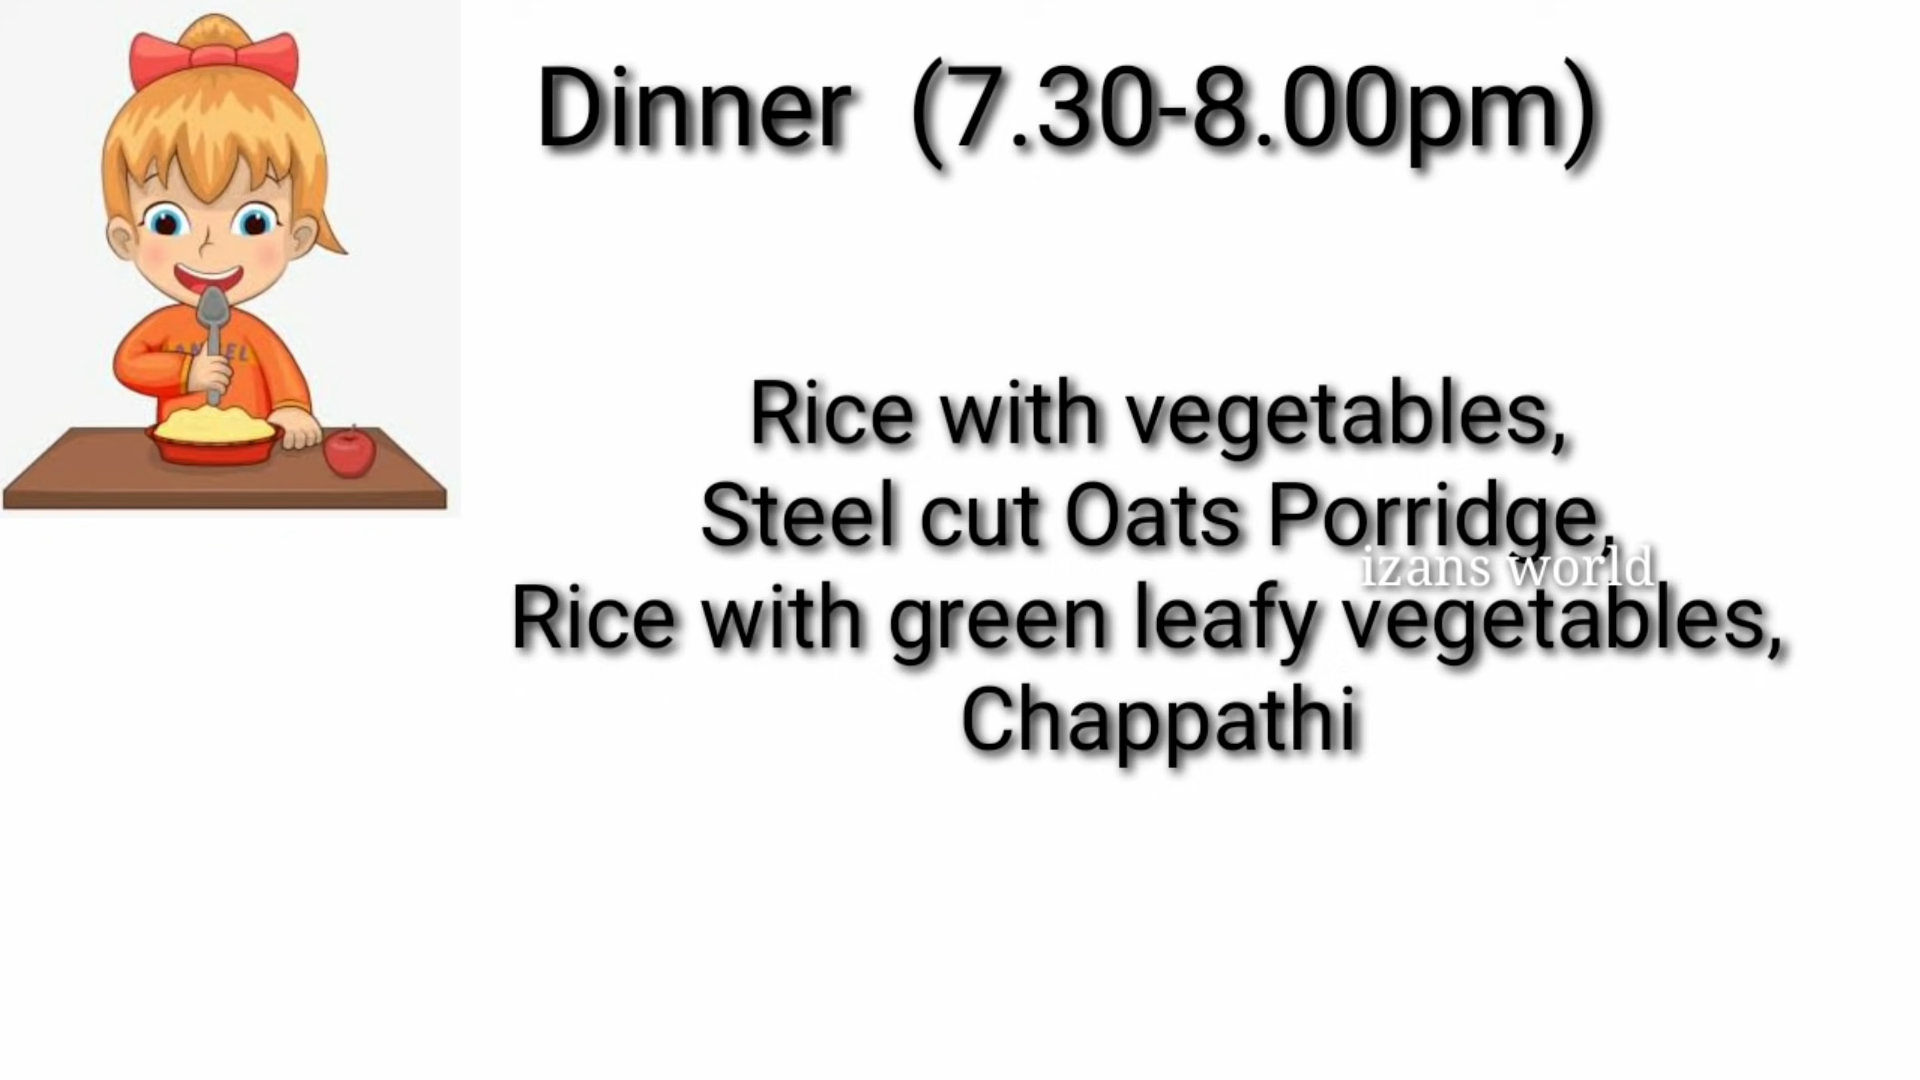 Dinner (7.30-8.00pm)
Rice with vegetables,
Steel cut Oats Porridge,
izans world
Rice with green leafy vegetables,
Chappathi